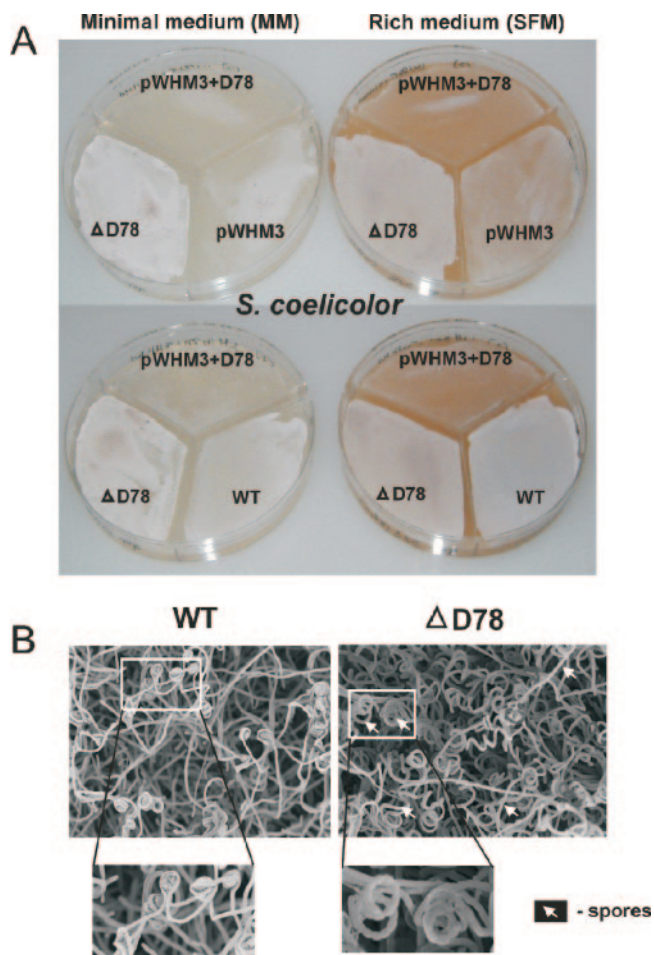 A
Minimal medium (MM)
Rich medium (SFM)
pWHM3+D78
pWHM3+D78
ΔD78
pWHM3
ΔD78
pWHM3
S. coelicolor
pWHM3+D78
pWHM3+D78
ΔD78
WT
ΔD78
WT
B
WT
ΔD78
- spores